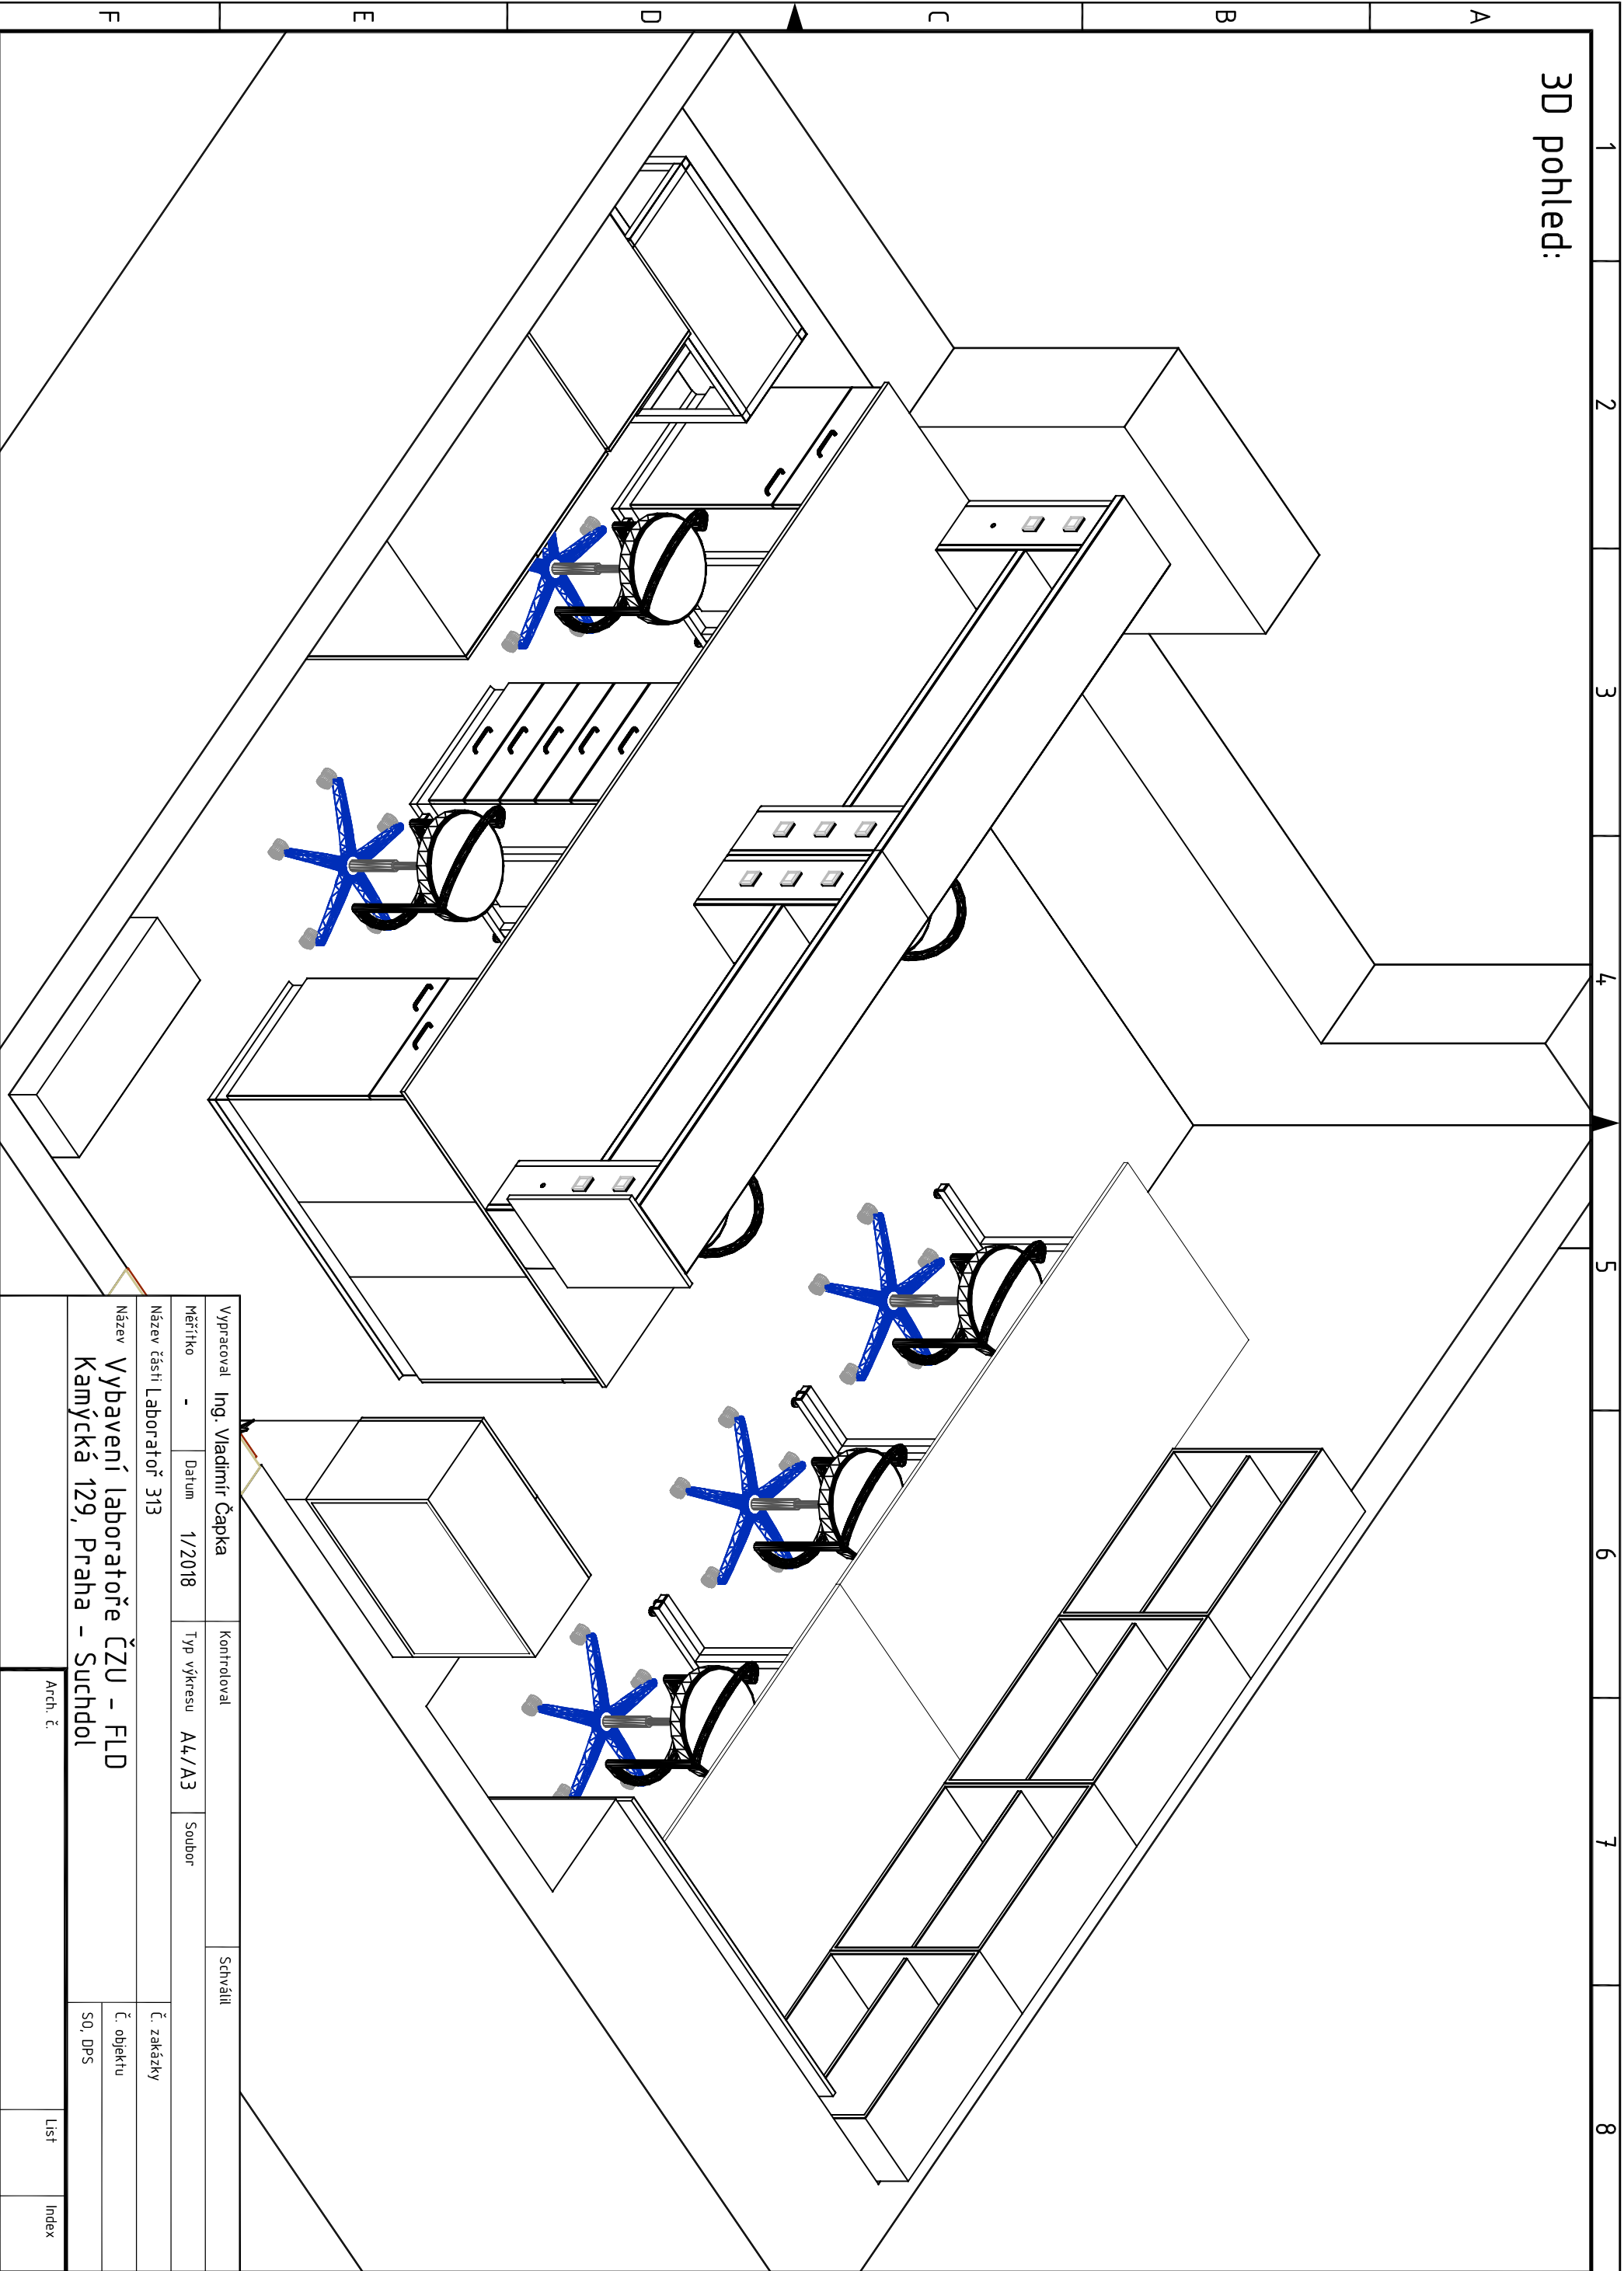 1 2 3 4 5 6 7 8
A
B
C
D
E
F
3D pohled:
Vypracoval Ing. Vladimír Čapka Kontroloval Schválil
Měřítko - Datum 1/2018 Typ výkresu A4/A3 Soubor
Název části Laboratoř 313 Č. zakázky
Název Vybavení laboratoře ČZU - FLD Č. objektu
Kamýcká 129, Praha - Suchdol SO, DPS
Arch. č. List Index